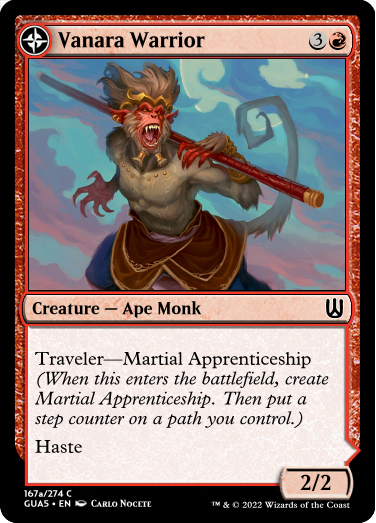 Vanara Warrior 3
Creature — Ape Monk
Traveler—Martial Apprenticeship
(When this enters the battlefield, create
Martial Apprenticeship. Then put a
step counter on a path you control.)
Haste
2/2
167a/274 C
GUA5 • EN Carlo Nocete
™ & © 2022 Wizards of the Coast